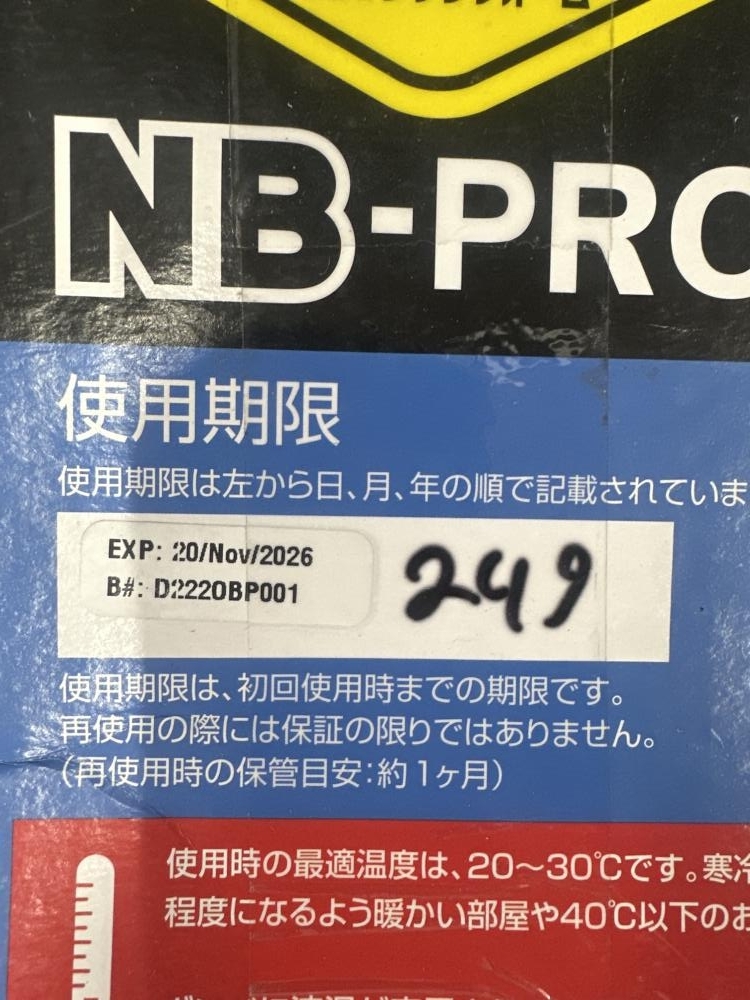 NB-PRO
使用期限
使用期限は左から日、月、年の順で記載されていま
EXP: 20/Nov/2026
B#: D2220BP001
249
使用期限は、初回使用時までの期限です。
再使用の際には保証の限りではありません。
(再使用時の保管目安:約1ヶ月)
使用時の最適温度は、20〜30℃です。寒冷
程度になるよう暖かい部屋や40℃以下のお